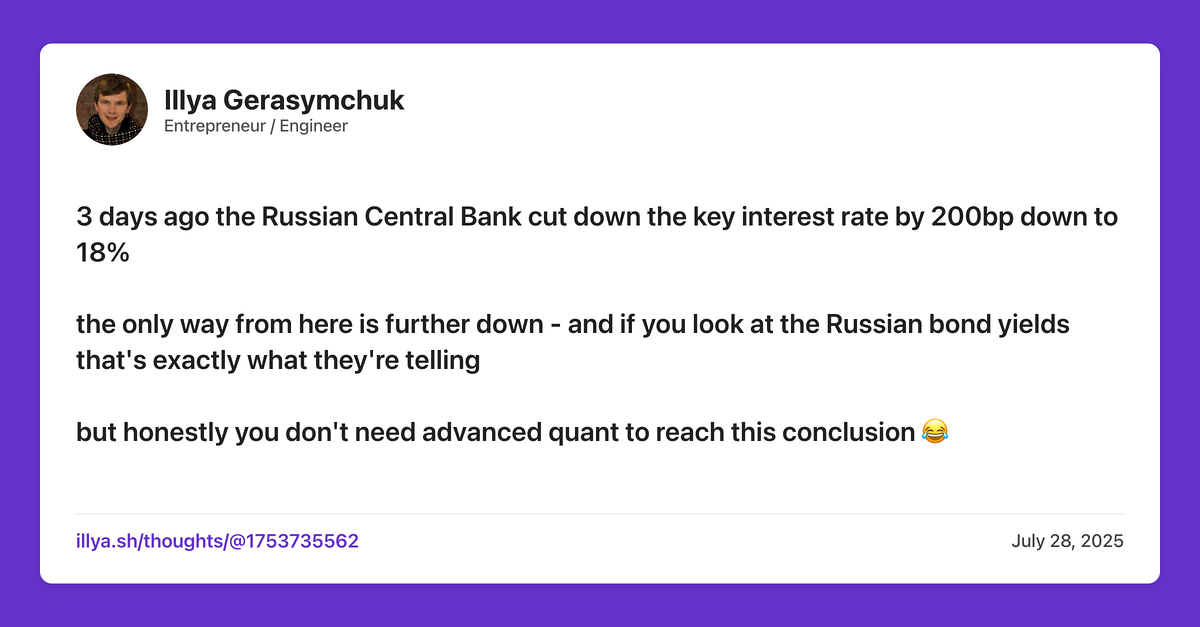 Illya Gerasymchuk
Entrepreneur / Engineer
3 days ago the Russian Central Bank cut down the key interest rate by 200bp down to
18%
the only way from here is further down - and if you look at the Russian bond yields
that's exactly what they're telling
but honestly you don't need advanced quant to reach this conclusion 😂
illya.sh/thoughts/@1753735562
July 28, 2025